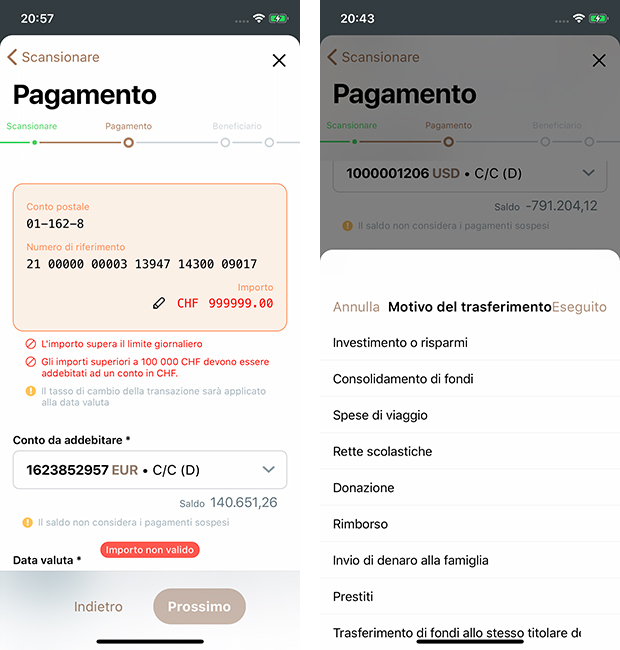 20:57
Scansionare
Pagamento
Scansionare Pagamento Beneficiario
Conto postale
01-162-8
Numero di riferimento
21 00000 00003 13947 14300 09017
Importo
CHF 999999.00
L'importo supera il limite giornaliero
Gli importi superiori a 100 000 CHF devono essere
addebitati ad un conto in CHF.
Il tasso di cambio della transazione sarà applicato
alla data valuta
Conto da addebitare *
1623852957 EUR • C/C (D)
Saldo 140.651,26
Il saldo non considera i pagamenti sospesi
Importo non valido
Data valuta *
Indietro Prossimo
20:43
Scansionare
Pagamento
Scansionare Pagamento Beneficiario
1000001206 USD • C/C (D)
Saldo -791.204,12
Il saldo non considera i pagamenti sospesi
Annulla Motivo del trasferimento Eseguito
Investimento o risparmi
Consolidamento di fondi
Spese di viaggio
Rette scolastiche
Donazione
Rimborso
Invio di denaro alla famiglia
Prestiti
Trasferimento di fondi allo stesso titolare de